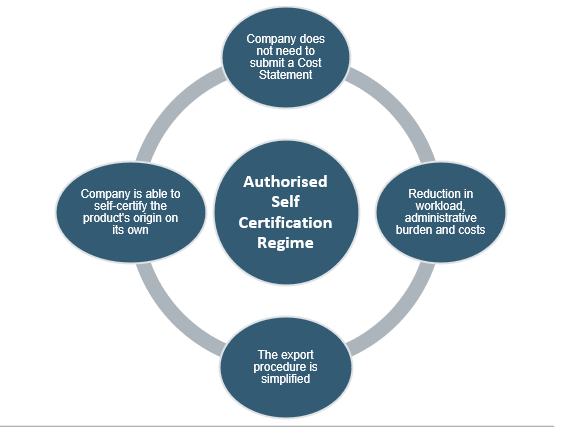 Company does
not need to
submit a Cost
Statement
Authorised
Self
Certification
Regime
Reduction in
workload,
administrative
burden and costs
The export
procedure is
simplified
Company is able to
self-certify the
product's origin on
its own